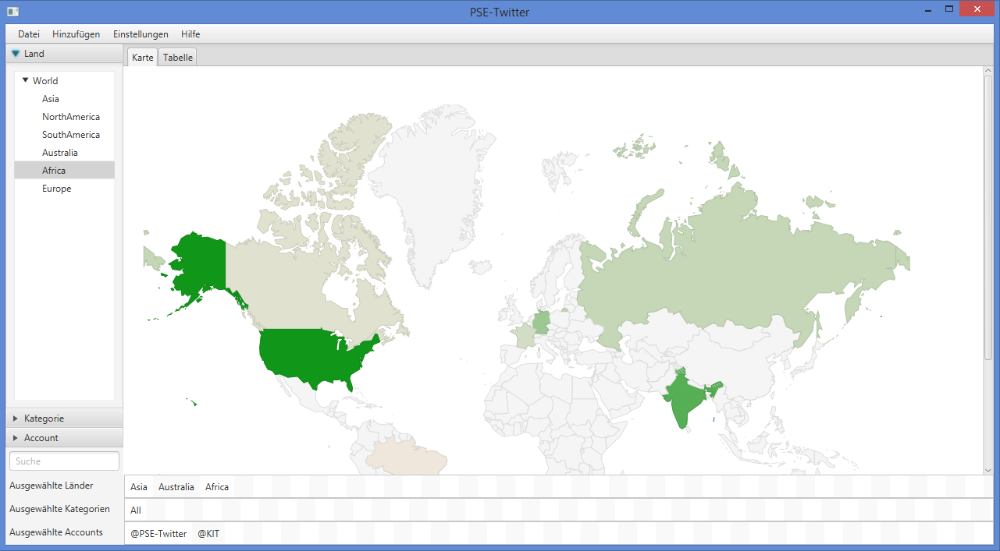 PSE-Twitter
Datei Hinzufügen Einstellungen Hilfe
Land
World
Asia
NorthAmerica
SouthAmerica
Australia
Africa
Europe
Kategorie
Account
Suche
Karte Tabelle
Ausgewählte Länder Asia Australia Africa
Ausgewählte Kategorien All
Ausgewählte Accounts @PSE-Twitter @KIT